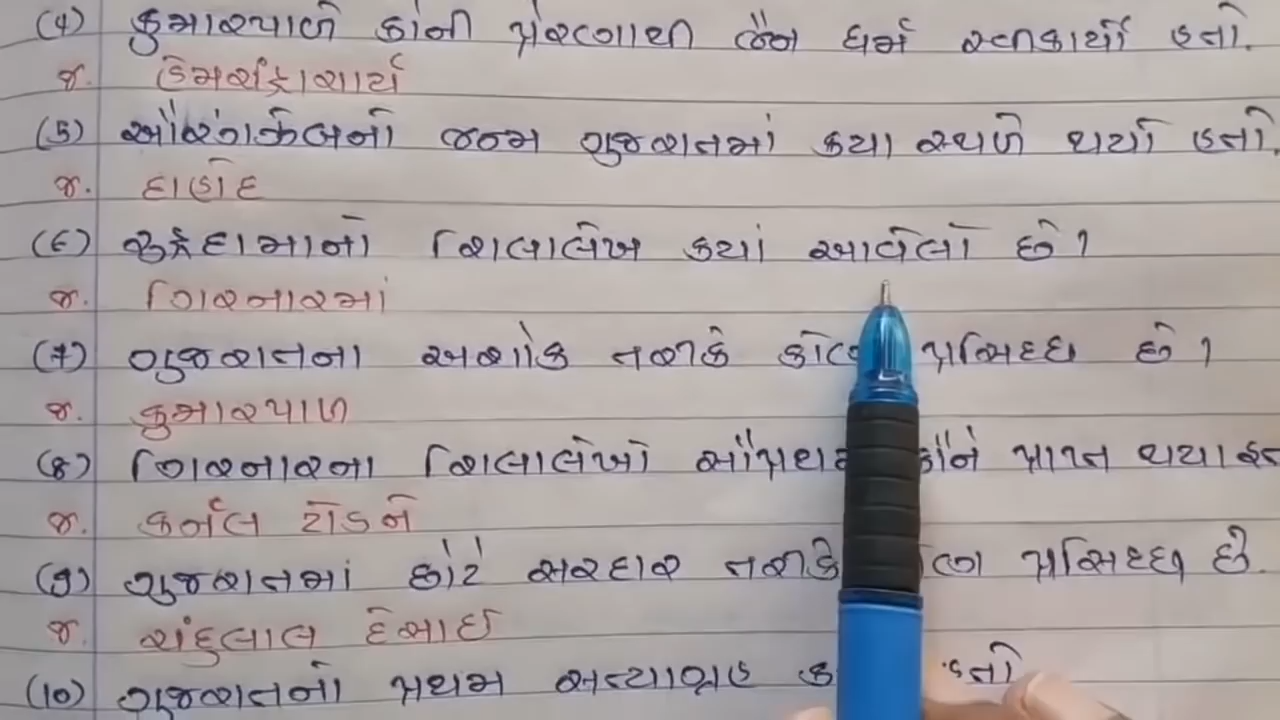 (4) કુમારપાળે કોની પ્રેરણાથી જૈન ધર્મ સ્વીકાર્યો હતો.
જ. હેમચંદ્રાચાર્ય
(5) ઔરંગઝેબનો જન્મ ગુજરાતમાં કયા સ્થળે થયો હતો.
જ. દાહોદ
(6) રુદ્રદામાનો શિલાલેખ કયાં આવેલો છે?
જ. ગિરનારમાં
(7) ગુજરાતના અશોક તરીકે કોણ પ્રસિધ્ધ છે?
જ. કુમારપાળ
(8) ગિરનારના શિલાલેખો સૌપ્રથમ કોને પ્રાપ્ત થયા
જ. કર્નલ ટોડને
(9) ગુજરાતમાં છોટે સરદાર તરીકે પ્રસિધ્ધ છે.
જ. ચંદુલાલ દેસાઈ
(10) ગુજરાતનો પ્રથમ સત્યાગ્રહ હતો